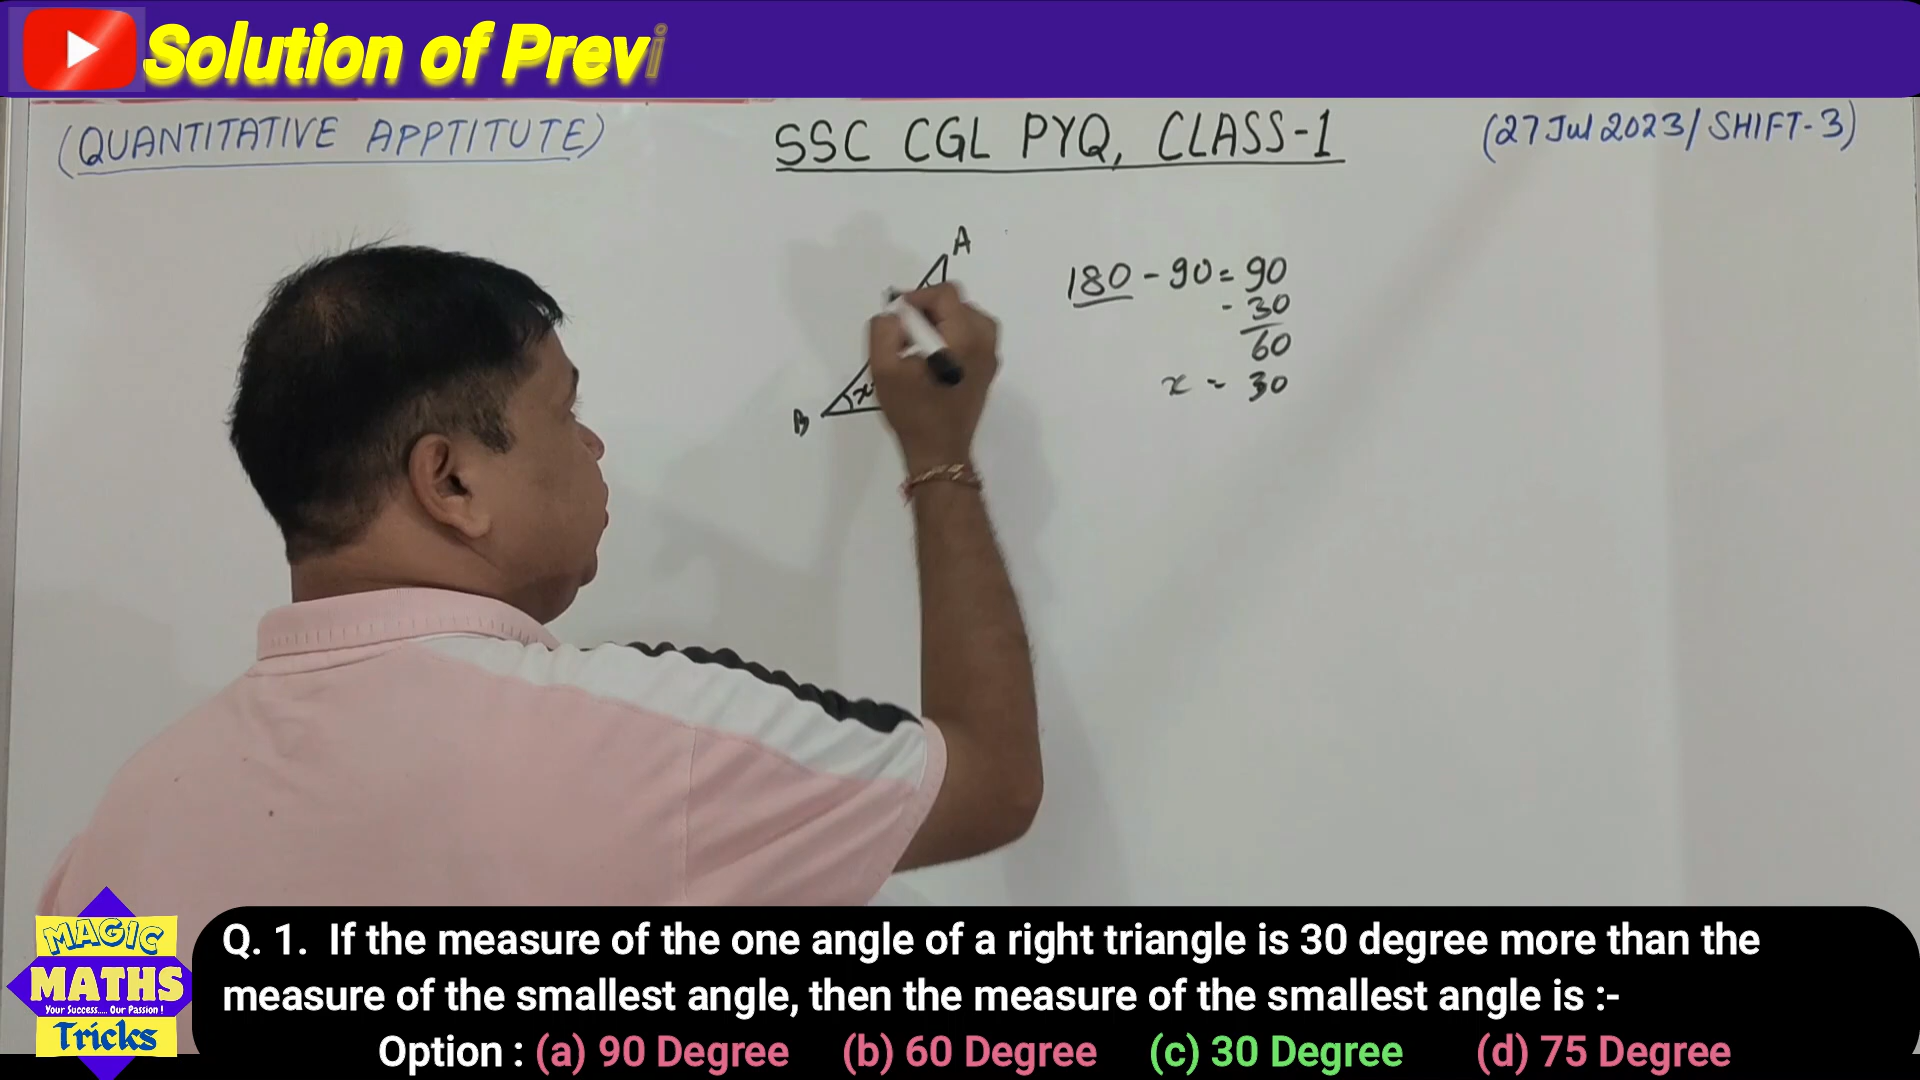 Solution of Previ
(QUANTITATIVE APPTITUTE)
SSC CGL PYQ, CLASS-1
(27 Jul 2023/ SHIFT-3)
A
B
x
180 - 90 = 90
- 30
60
x = 30
MAGIC
MATHS
Your Success.... Our Passion !
Tricks
Q. 1. If the measure of the one angle of a right triangle is 30 degree more than the
measure of the smallest angle, then the measure of the smallest angle is :-
Option : (a) 90 Degree (b) 60 Degree (c) 30 Degree (d) 75 Degree